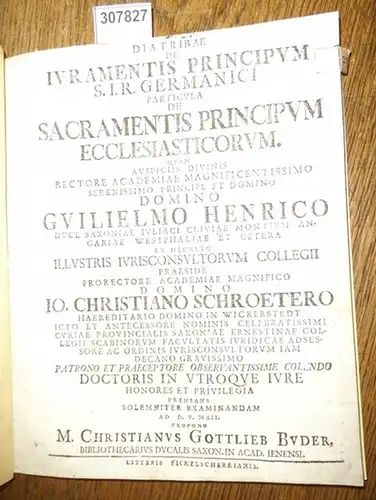 307827
DIATRIBAE
DE
IVRAMENTIS PRINCIPVM
S.I.R. GERMANICI
PARTICVLA
DE
SACRAMENTIS PRINCIPVM
ECCLESIASTICORVM.
QVAM
AVSPICIIS DIVINIS
RECTORE ACADEMIAE MAGNIFICENTISSIMO
SERENISSIMO PRINCIPE ET DOMINO
DOMINO
GVILIELMO HENRICO
DVCE SAXONIAE IVLIACI CLIVIAE MONTIVM AN-
GARIAE WESTPHALIAE ET CETERA
EX DECRETO
ILLVSTRIS IVRISCONSVLTORVM COLLEGII
PRAESIDE
PRORECTORE ACADEMIAE MAGNIFICO
DOMINO
IO. CHRISTIANO SCHROETERO
HAEREDITARIO DOMINO IN WICKERSTEDT
ICTO ET ANTECESSORE NOMINIS CELEBRATISSIMI
CVRIAE PROVINCIALIS SAXONIAE ERNESTINAE COL-
LEGII SCABINORVM FACVLTATIS IVRIDICAE ADSES-
SORE AC ORDINIS IVRISCONSVLTORVM IAM
DECANO GRAVISSIMO
PATRONO ET PRAECEPTORE OBSERVANTISSIME COLENDO
DOCTORIS IN VTROQVE IVRE
HONORES ET PRIVILEGIA
PRENSANS
SOLEMNITER EXAMINANDAM
AD D. V. MAII.
PROPONO
M. CHRISTIANVS GOTTLIEB BVDER,
BIBLIOTHECARIVS DVCALIS SAXON. IN ACAD. IENENSI.
LITTERIS FICKELSCHERRIANIS.